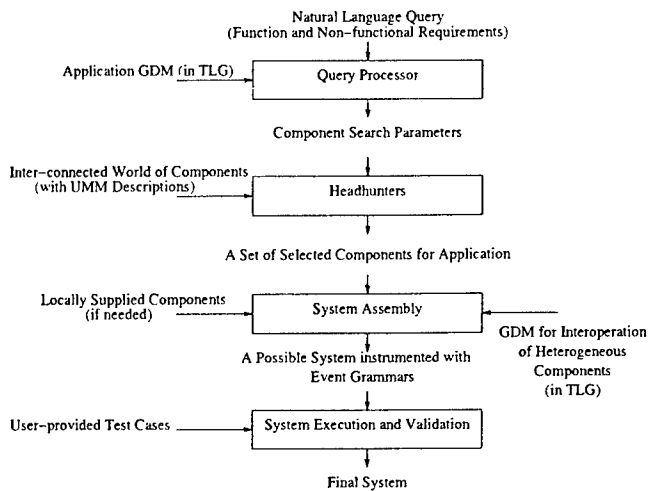 Natural Language Query
(Function and Non-functional Requirements)
Application GDM (in TLG)
Query Processor
Component Search Parameters
Inter-connected World of Components
(with UMM Descriptions)
Headhunters
A Set of Selected Components for Application
Locally Supplied Components
(if needed)
System Assembly
GDM for Interoperation
of Heterogeneous
Components
(in TLG)
A Possible System instrumented with
Event Grammars
User-provided Test Cases
System Execution and Validation
Final System